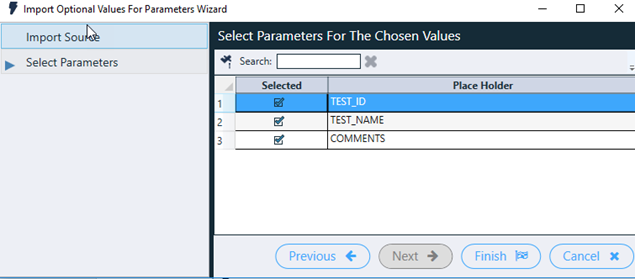 Import Optional Values For Parameters Wizard
Import Source
Select Parameters
Select Parameters For The Chosen Values
Search:
Selected Place Holder
1 TEST_ID
2 TEST_NAME
3 COMMENTS
Previous Next Finish Cancel